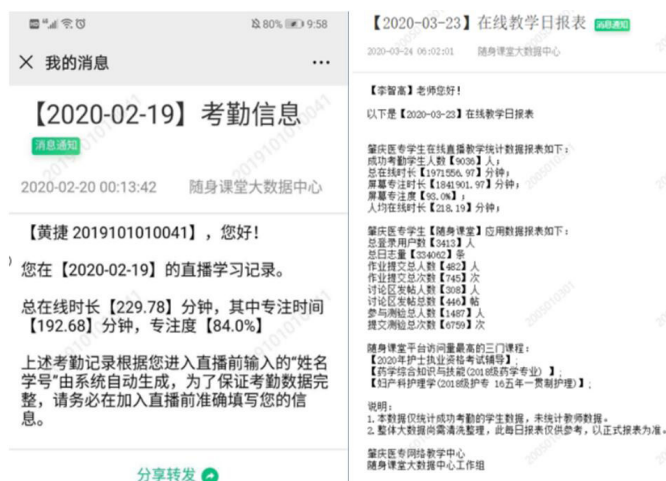 80% 9:58
我的消息
【2020-02-19】考勤信息
消息通知
2020-02-20 00:13:42 随身课堂大数据中心
【黄捷 2019101010041】，您好！
您在【2020-02-19】的直播学习记录。
总在线时长【229.78】分钟，其中专注时间
【192.68】分钟，专注度【84.0%】
上述考勤记录根据您进入直播前输入的“姓名
学号”由系统自动生成，为了保证考勤数据完
整，请务必在加入直播前准确填写您的信
息。
分享转发
【2020-03-23】在线教学日报表 消息通知
2020-03-24 06:02:01 随身课堂大数据中心
【李智高】老师您好！
以下是【2020-03-23】在线教学日报表
肇庆医专学生在线直播教学统计数据报表如下：
成功考勤学生人数【9036】人；
总在线时长【1971556.97】分钟；
屏幕专注时长【1841901.97】分钟；
屏幕专注度【93.0%】；
人均在线时长【218.19】分钟；
肇庆医专学生【随身课堂】应用数据报表如下：
总登录用户数【3413】人
总日志量【334062】条
作业提交总人数【482】人
作业提交总次数【745】次
讨论区发帖人数【308】人
讨论区发帖总数【446】帖
参与测验总人数【1487】人
提交测验总次数【6759】次
随身课堂平台访问量最高的三门课程：
【2020年护士执业资格考试辅导】；
【药学综合知识与技能(2018级药学专业) 】；
【妇产科护理学(2018级护专 16五年一贯制护理)】；
说明：
1. 本数据仅统计成功考勤的学生数据，未统计教师数据。
2. 整体大数据尚需清洗整理，此每日报表仅供参考，以正式报表为准。
肇庆医专网络教学中心
随身课堂大数据中心工作组